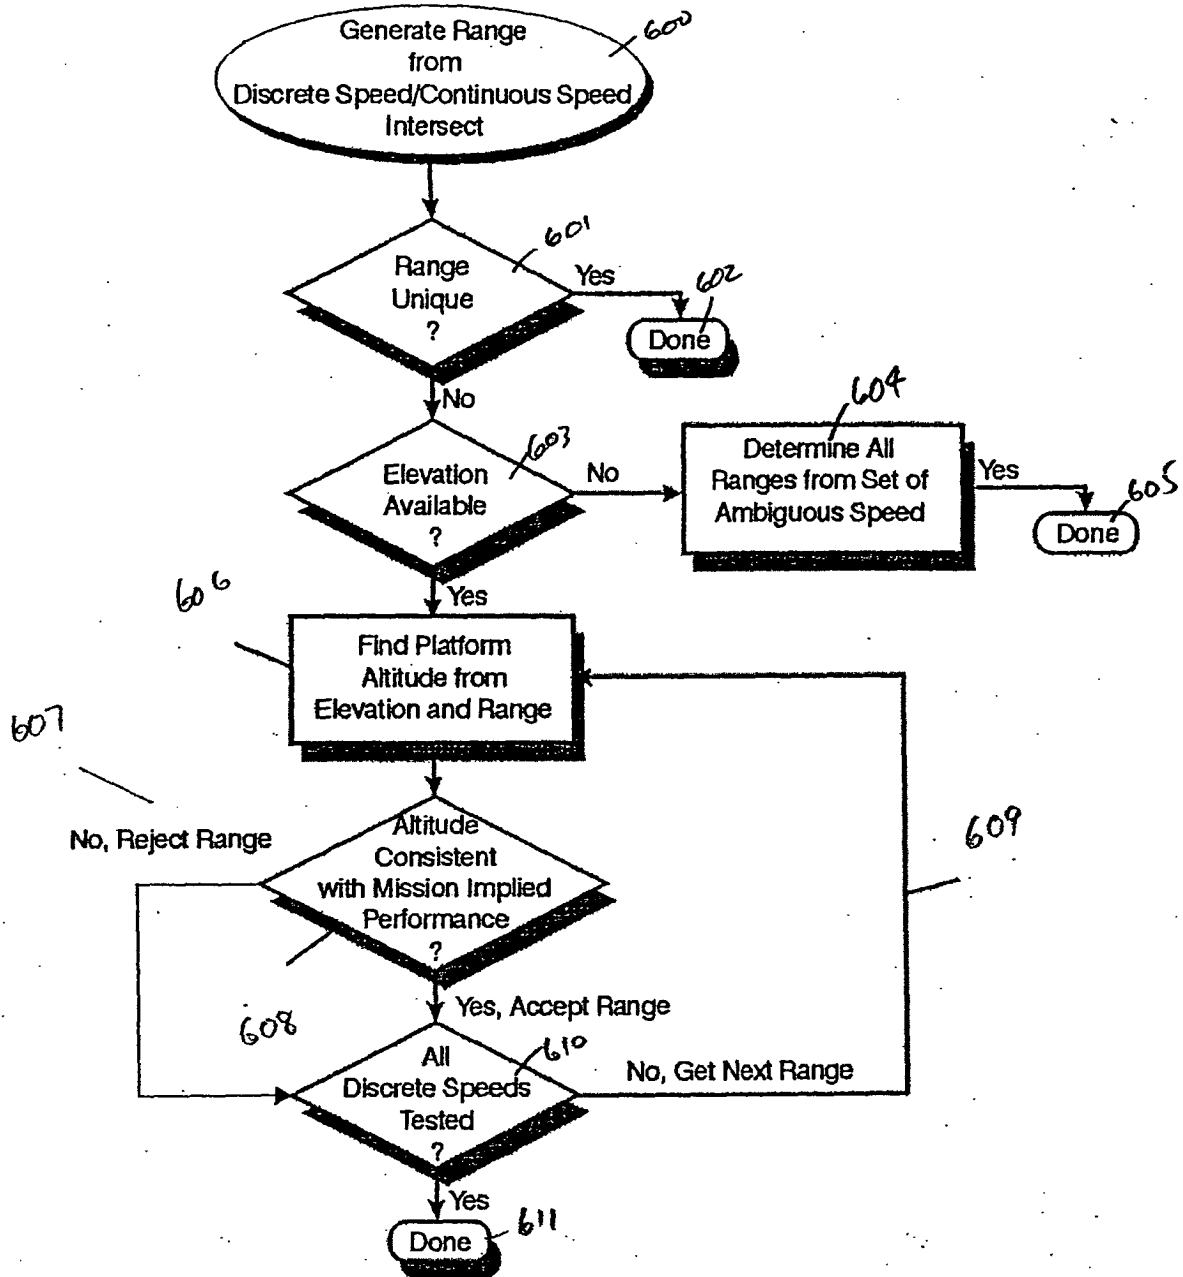 Generate Range
from
Discrete Speed/Continuous Speed
Intersect
600
Range
Unique
?
601
Yes
602
Done
No
Elevation
Available
?
603
No
604
Determine All
Ranges from Set of
Ambiguous Speed
Yes
605
Done
Yes
606
Find Platform
Altitude from
Elevation and Range
607
No, Reject Range
Altitude
Consistent
with Mission Implied
Performance
?
609
608
Yes, Accept Range
All
Discrete Speeds
Tested
?
610
No, Get Next Range
Yes
Done
611